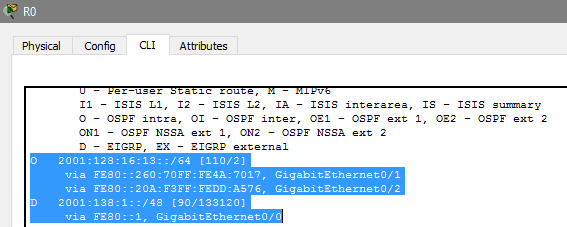 R0
Physical Config CLI Attributes
U - Per-user Static route, M - MIPv6
I1 - ISIS L1, I2 - ISIS L2, IA - ISIS interarea, IS - ISIS summary
O - OSPF intra, OI - OSPF inter, OE1 - OSPF ext 1, OE2 - OSPF ext 2
ON1 - OSPF NSSA ext 1, ON2 - OSPF NSSA ext 2
D - EIGRP, EX - EIGRP external
O 2001:128:16:13::/64 [110/2]
via FE80::260:70FF:FE4A:7017, GigabitEthernet0/1
via FE80::20A:F3FF:FEDD:A576, GigabitEthernet0/2
D 2001:138:1::/48 [90/133120]
via FE80::1, GigabitEthernet0/0